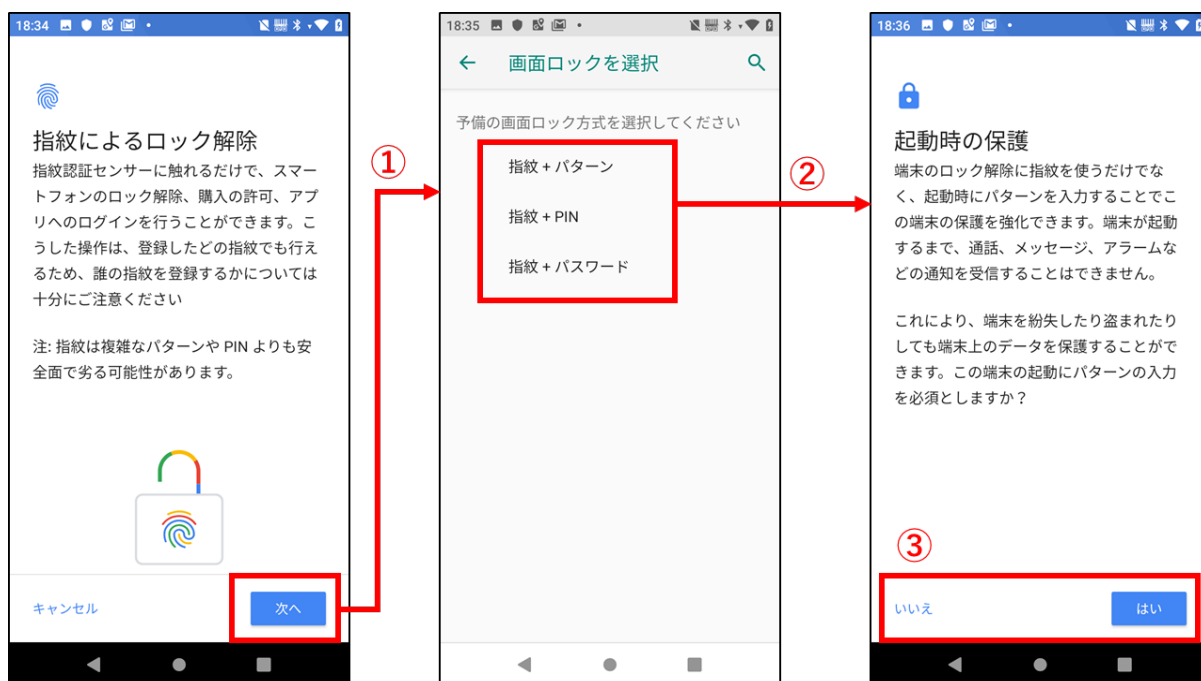 18:34
指紋によるロック解除
指紋認証センサーに触れるだけで、スマー
トフォンのロック解除、購入の許可、アプ
リへのログインを行うことができます。こ
うした操作は、登録したどの指紋でも行え
るため、誰の指紋を登録するかについては
十分にご注意ください
注: 指紋は複雑なパターンや PIN よりも安
全面で劣る可能性があります。
キャンセル
次へ
①
18:35
画面ロックを選択
予備の画面ロック方式を選択してください
指紋 + パターン
指紋 + PIN
指紋 + パスワード
②
18:36
起動時の保護
端末のロック解除に指紋を使うだけでな
く、起動時にパターンを入力することでこ
の端末の保護を強化できます。端末が起動
するまで、通話、メッセージ、アラームな
どの通知を受信することはできません。
これにより、端末を紛失したり盗まれたり
しても端末上のデータを保護することがで
きます。この端末の起動にパターンの入力
を必須としますか？
③
いいえ
はい